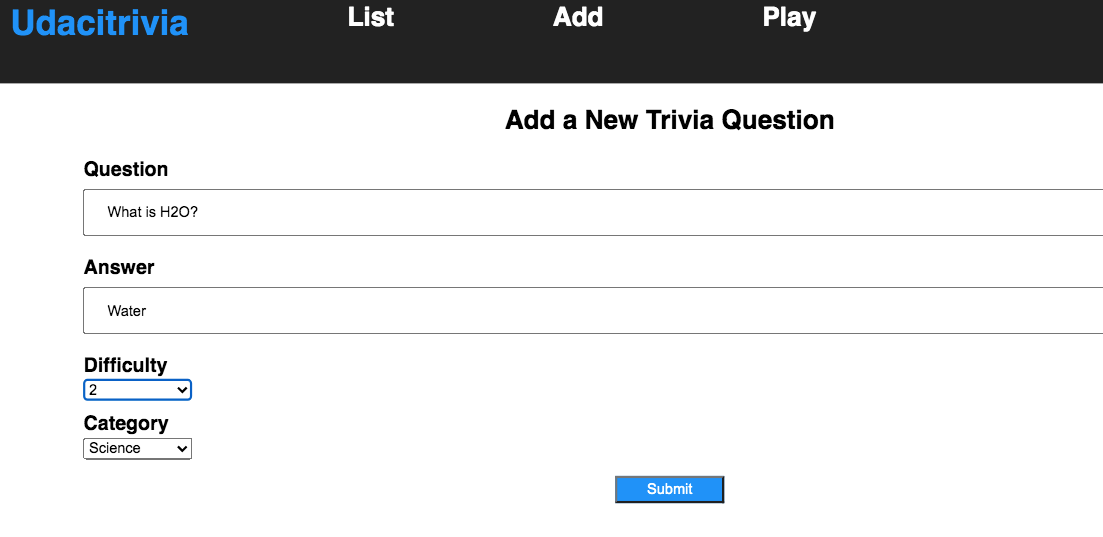 Udacitrivia List Add Play
Add a New Trivia Question
Question
What is H2O?
Answer
Water
Difficulty
2
Category
Science
Submit